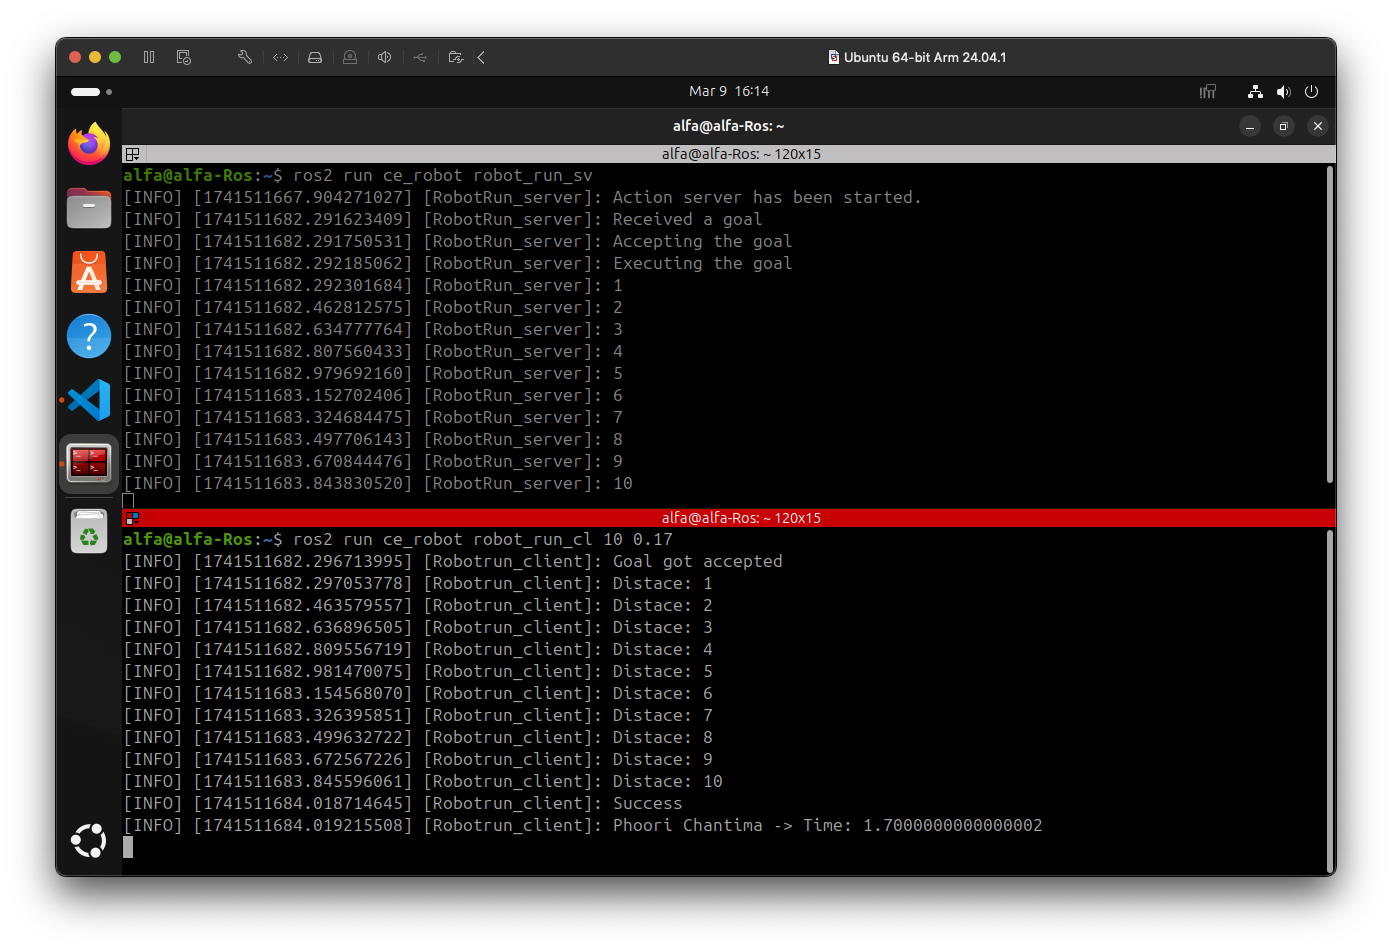 Ubuntu 64-bit Arm 24.04.1
Mar 9 16:14
alfa@alfa-Ros: ~
alfa@alfa-Ros: ~ 120x15
alfa@alfa-Ros:~$ ros2 run ce_robot robot_run_sv
[INFO] [1741511667.904271027] [RobotRun_server]: Action server has been started.
[INFO] [1741511682.291623409] [RobotRun_server]: Received a goal
[INFO] [1741511682.291750531] [RobotRun_server]: Accepting the goal
[INFO] [1741511682.292185062] [RobotRun_server]: Executing the goal
[INFO] [1741511682.292301684] [RobotRun_server]: 1
[INFO] [1741511682.462812575] [RobotRun_server]: 2
[INFO] [1741511682.634777764] [RobotRun_server]: 3
[INFO] [1741511682.807560433] [RobotRun_server]: 4
[INFO] [1741511682.979692160] [RobotRun_server]: 5
[INFO] [1741511683.152702406] [RobotRun_server]: 6
[INFO] [1741511683.324684475] [RobotRun_server]: 7
[INFO] [1741511683.497706143] [RobotRun_server]: 8
[INFO] [1741511683.670844476] [RobotRun_server]: 9
[INFO] [1741511683.843830520] [RobotRun_server]: 10
alfa@alfa-Ros: ~ 120x15
alfa@alfa-Ros:~$ ros2 run ce_robot robot_run_cl 10 0.17
[INFO] [1741511682.296713995] [Robotrun_client]: Goal got accepted
[INFO] [1741511682.297053778] [Robotrun_client]: Distace: 1
[INFO] [1741511682.463579557] [Robotrun_client]: Distace: 2
[INFO] [1741511682.636896505] [Robotrun_client]: Distace: 3
[INFO] [1741511682.809556719] [Robotrun_client]: Distace: 4
[INFO] [1741511682.981470075] [Robotrun_client]: Distace: 5
[INFO] [1741511683.154568070] [Robotrun_client]: Distace: 6
[INFO] [1741511683.326395851] [Robotrun_client]: Distace: 7
[INFO] [1741511683.499632722] [Robotrun_client]: Distace: 8
[INFO] [1741511683.672567226] [Robotrun_client]: Distace: 9
[INFO] [1741511683.845596061] [Robotrun_client]: Distace: 10
[INFO] [1741511684.018714645] [Robotrun_client]: Success
[INFO] [1741511684.019215508] [Robotrun_client]: Phoori Chantima -> Time: 1.7000000000000002